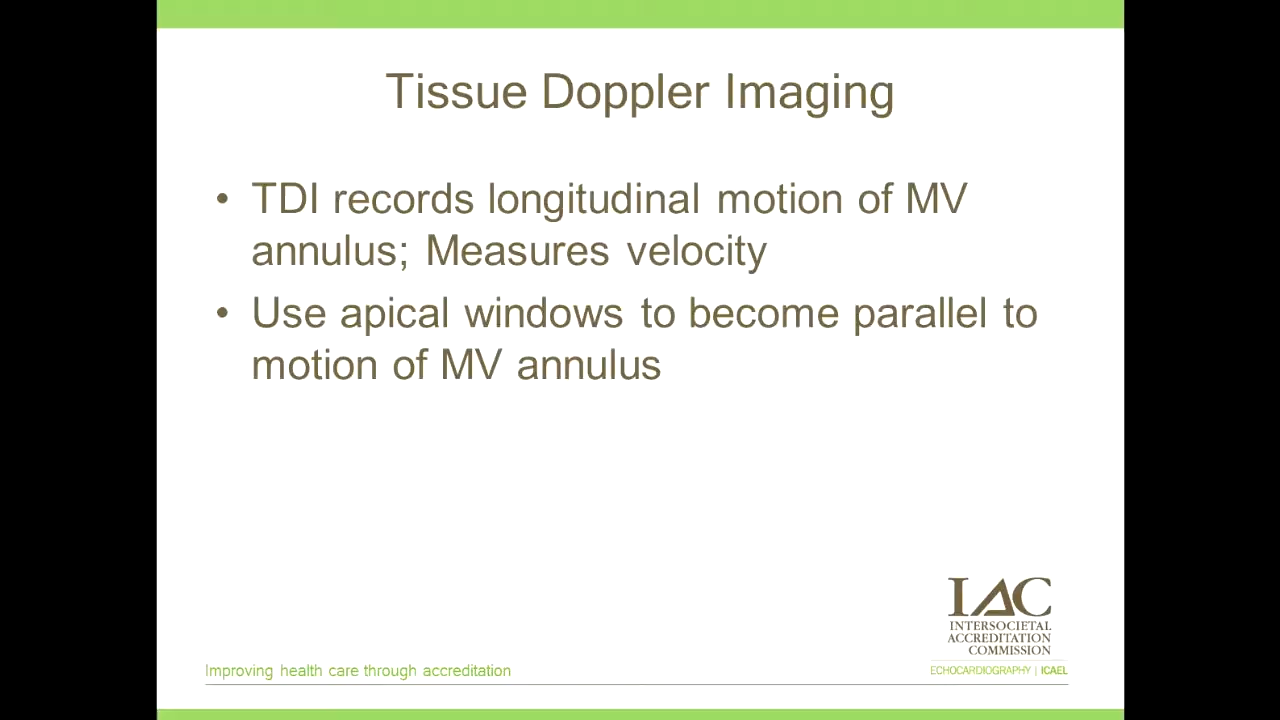 Tissue Doppler Imaging
• TDI records longitudinal motion of MV
annulus; Measures velocity
• Use apical windows to become parallel to
motion of MV annulus
IAC
INTERSOCIETAL
ACCREDITATION
COMMISSION
ECHOCARDIOGRAPHY | ICAEL
Improving health care through accreditation